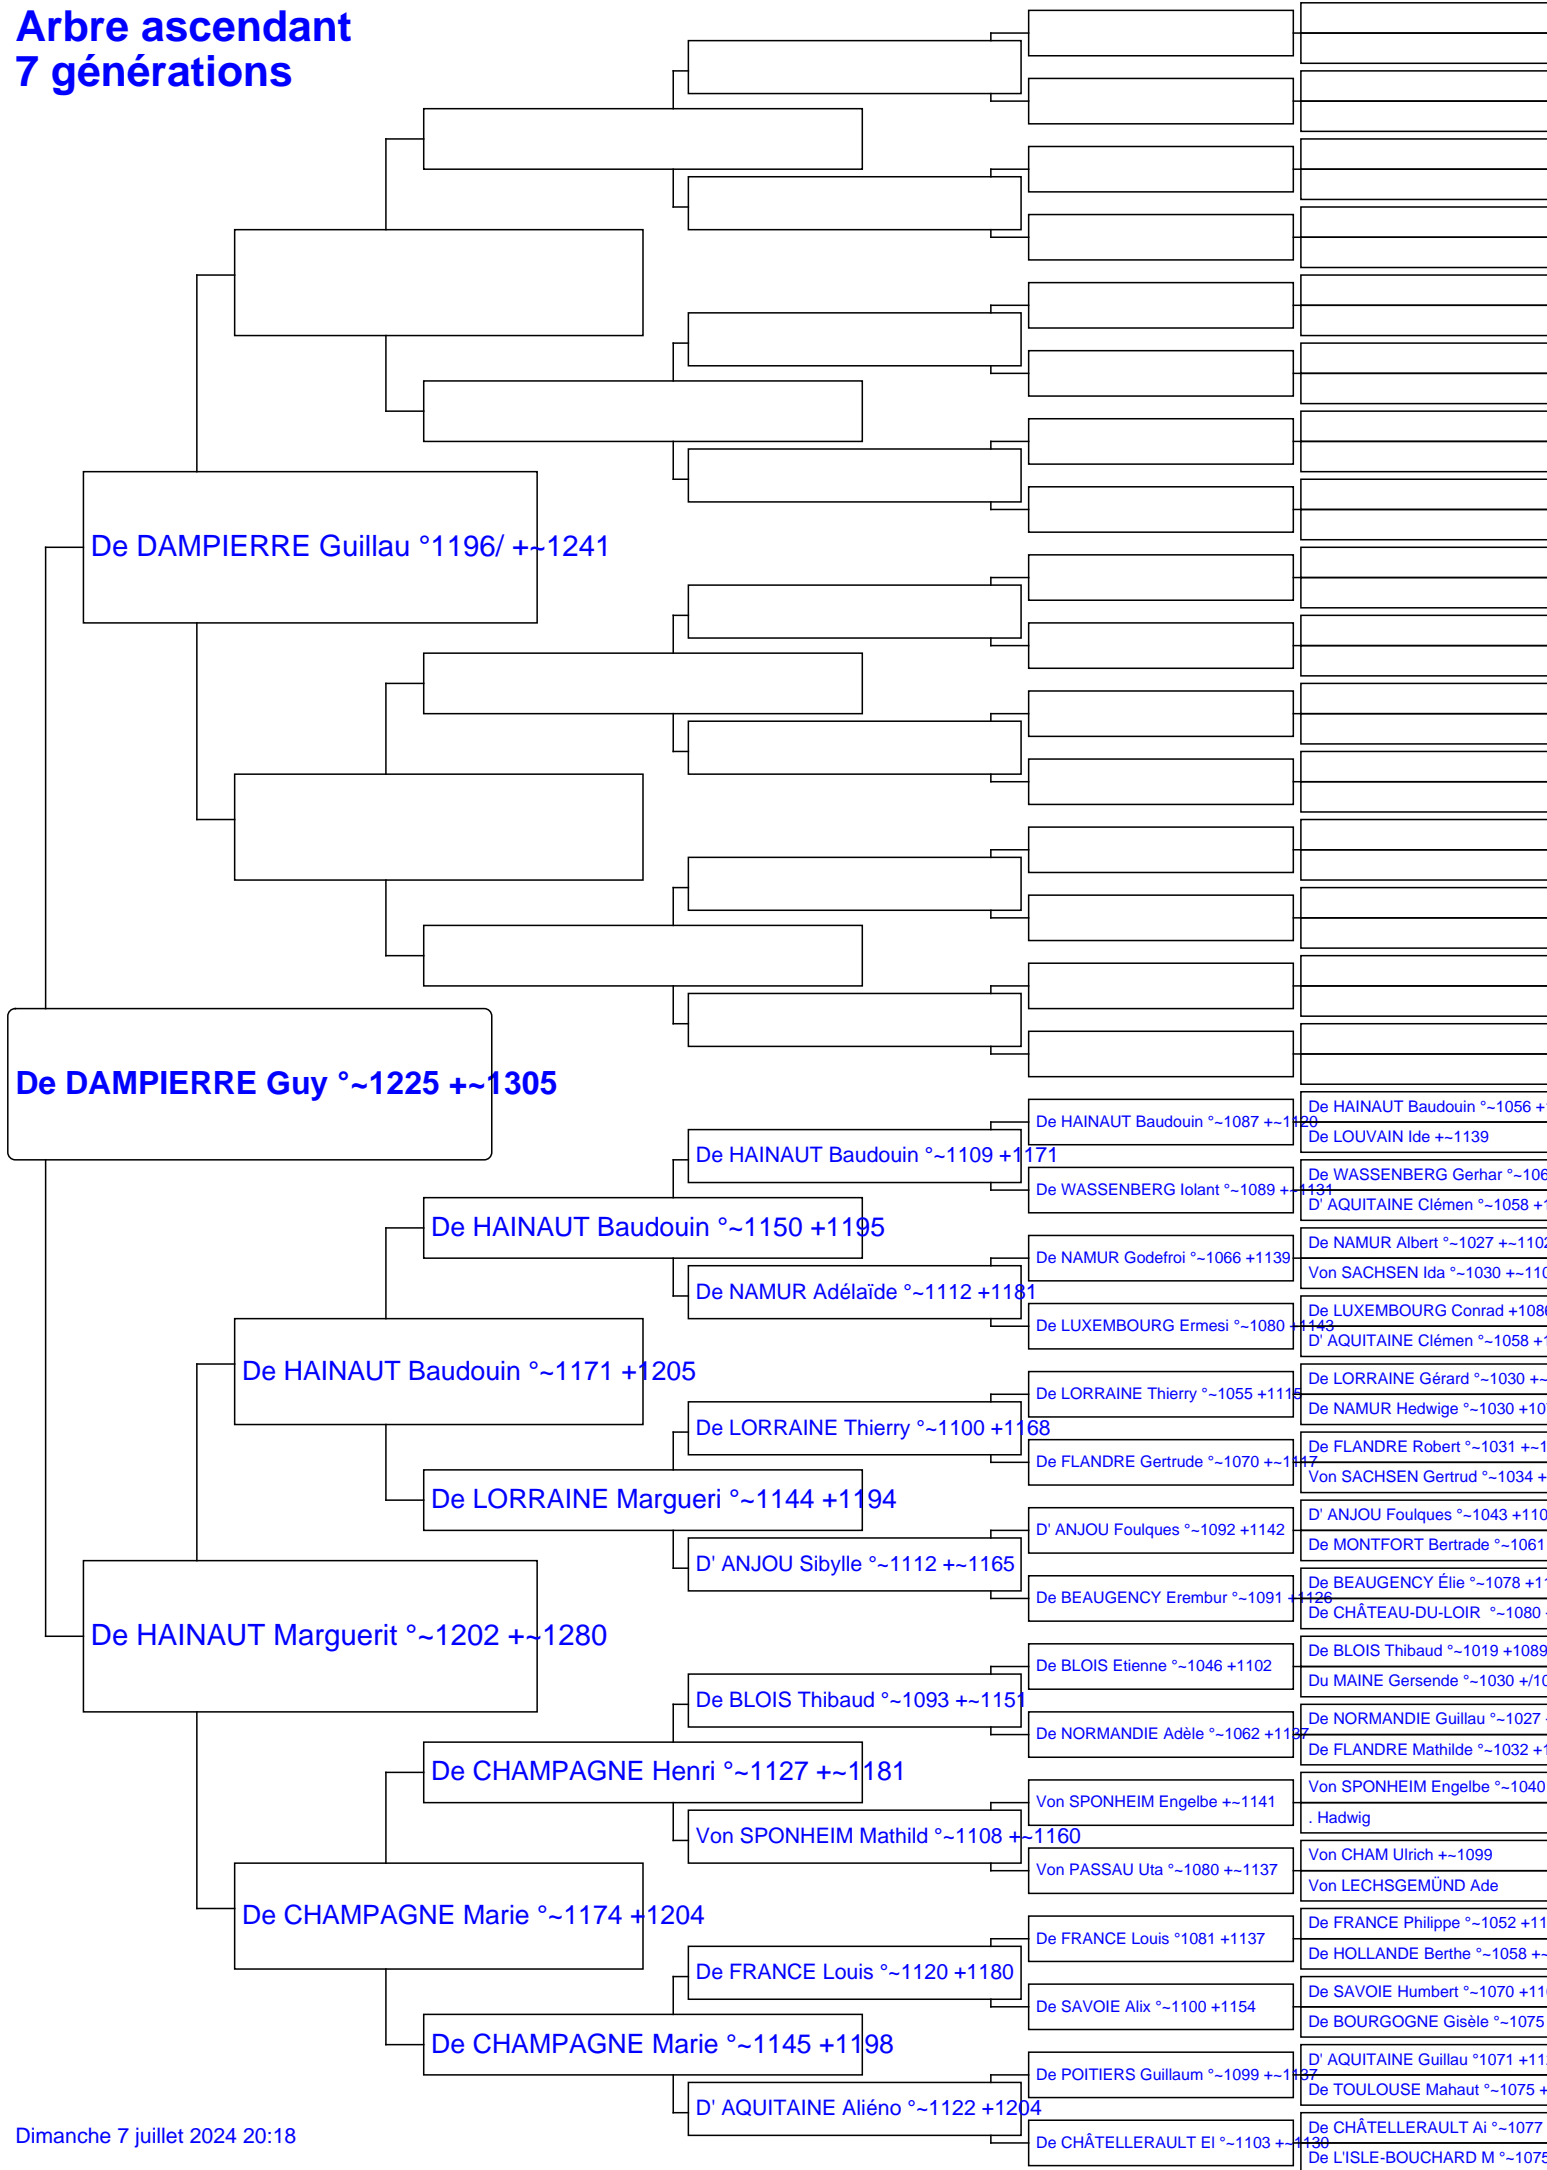 Arbre ascendant
7 générations
De DAMPIERRE Guillau °1196/ +~1241
De DAMPIERRE Guy °~1225 +~1305
De HAINAUT Baudouin °~1056 +
De HAINAUT Baudouin °~1087 +~1120
De LOUVAIN Ide +~1139
De HAINAUT Baudouin °~1109 +1171
De WASSENBERG Gerhar °~106
De WASSENBERG Iolant °~1089 +~1131
D' AQUITAINE Clémen °~1058 +1
De HAINAUT Baudouin °~1150 +1195
De NAMUR Albert °~1027 +~1102
De NAMUR Godefroi °~1066 +1139
Von SACHSEN Ida °~1030 +~110
De NAMUR Adélaïde °~1112 +1181
De LUXEMBOURG Conrad +1086
De LUXEMBOURG Ermesi °~1080 +1143
D' AQUITAINE Clémen °~1058 +1
De HAINAUT Baudouin °~1171 +1205
De LORRAINE Gérard °~1030 +~
De LORRAINE Thierry °~1055 +1115
De NAMUR Hedwige °~1030 +107
De LORRAINE Thierry °~1100 +1168
De FLANDRE Robert °~1031 +~1
De FLANDRE Gertrude °~1070 +~1117
Von SACHSEN Gertrud °~1034 +
De LORRAINE Margueri °~1144 +1194
D' ANJOU Foulques °~1043 +110
D' ANJOU Foulques °~1092 +1142
De MONTFORT Bertrade °~1061
D' ANJOU Sibylle °~1112 +~1165
De BEAUGENCY Élie °~1078 +11
De BEAUGENCY Erembur °~1091 +1126
De CHÂTEAU-DU-LOIR °~1080
De HAINAUT Marguerit °~1202 +~1280
De BLOIS Thibaud °~1019 +1089
De BLOIS Etienne °~1046 +1102
Du MAINE Gersende °~1030 +/10
De BLOIS Thibaud °~1093 +~1151
De NORMANDIE Guillau °~1027
De NORMANDIE Adèle °~1062 +1137
De FLANDRE Mathilde °~1032 +1
De CHAMPAGNE Henri °~1127 +~1181
Von SPONHEIM Engelbe °~1040
Von SPONHEIM Engelbe +~1141
. Hadwig
Von SPONHEIM Mathild °~1108 +~1160
Von CHAM Ulrich +~1099
Von PASSAU Uta °~1080 +~1137
Von LECHSGEMÜND Ade
De CHAMPAGNE Marie °~1174 +1204
De FRANCE Philippe °~1052 +11
De FRANCE Louis °1081 +1137
De HOLLANDE Berthe °~1058 +~
De FRANCE Louis °~1120 +1180
De SAVOIE Humbert °~1070 +11
De SAVOIE Alix °~1100 +1154
De BOURGOGNE Gisèle °~1075
De CHAMPAGNE Marie °~1145 +1198
D' AQUITAINE Guillau °1071 +11
De POITIERS Guillaum °~1099 +~1137
De TOULOUSE Mahaut °~1075 +
D' AQUITAINE Aliéno °~1122 +1204
De CHÂTELLERAULT Ai °~1077
De CHÂTELLERAULT El °~1103 +~1130
De L'ISLE-BOUCHARD M °~1075
Dimanche 7 juillet 2024 20:18